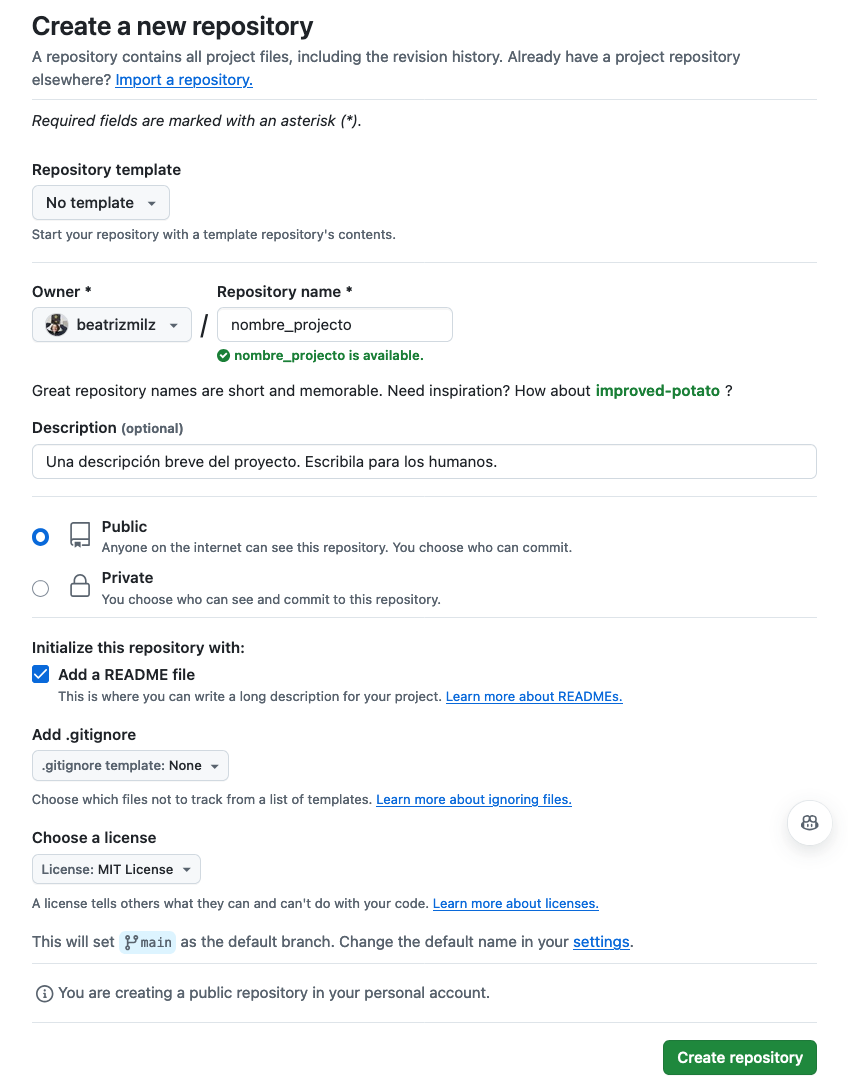 Create a new repository
A repository contains all project files, including the revision history. Already have a project repository
elsewhere? Import a repository.
Required fields are marked with an asterisk (*).
Repository template
No template
Start your repository with a template repository's contents.
Owner *
Repository name *
beatrizmilz
/
nombre_projecto
nombre_projecto is available.
Great repository names are short and memorable. Need inspiration? How about improved-potato ?
Description (optional)
Una descripción breve del proyecto. Escribila para los humanos.
Public
Anyone on the internet can see this repository. You choose who can commit.
Private
You choose who can see and commit to this repository.
Initialize this repository with:
Add a README file
This is where you can write a long description for your project. Learn more about READMEs.
Add .gitignore
.gitignore template: None
Choose which files not to track from a list of templates. Learn more about ignoring files.
Choose a license
License: MIT License
A license tells others what they can and can't do with your code. Learn more about licenses.
This will set main as the default branch. Change the default name in your settings.
You are creating a public repository in your personal account.
Create repository